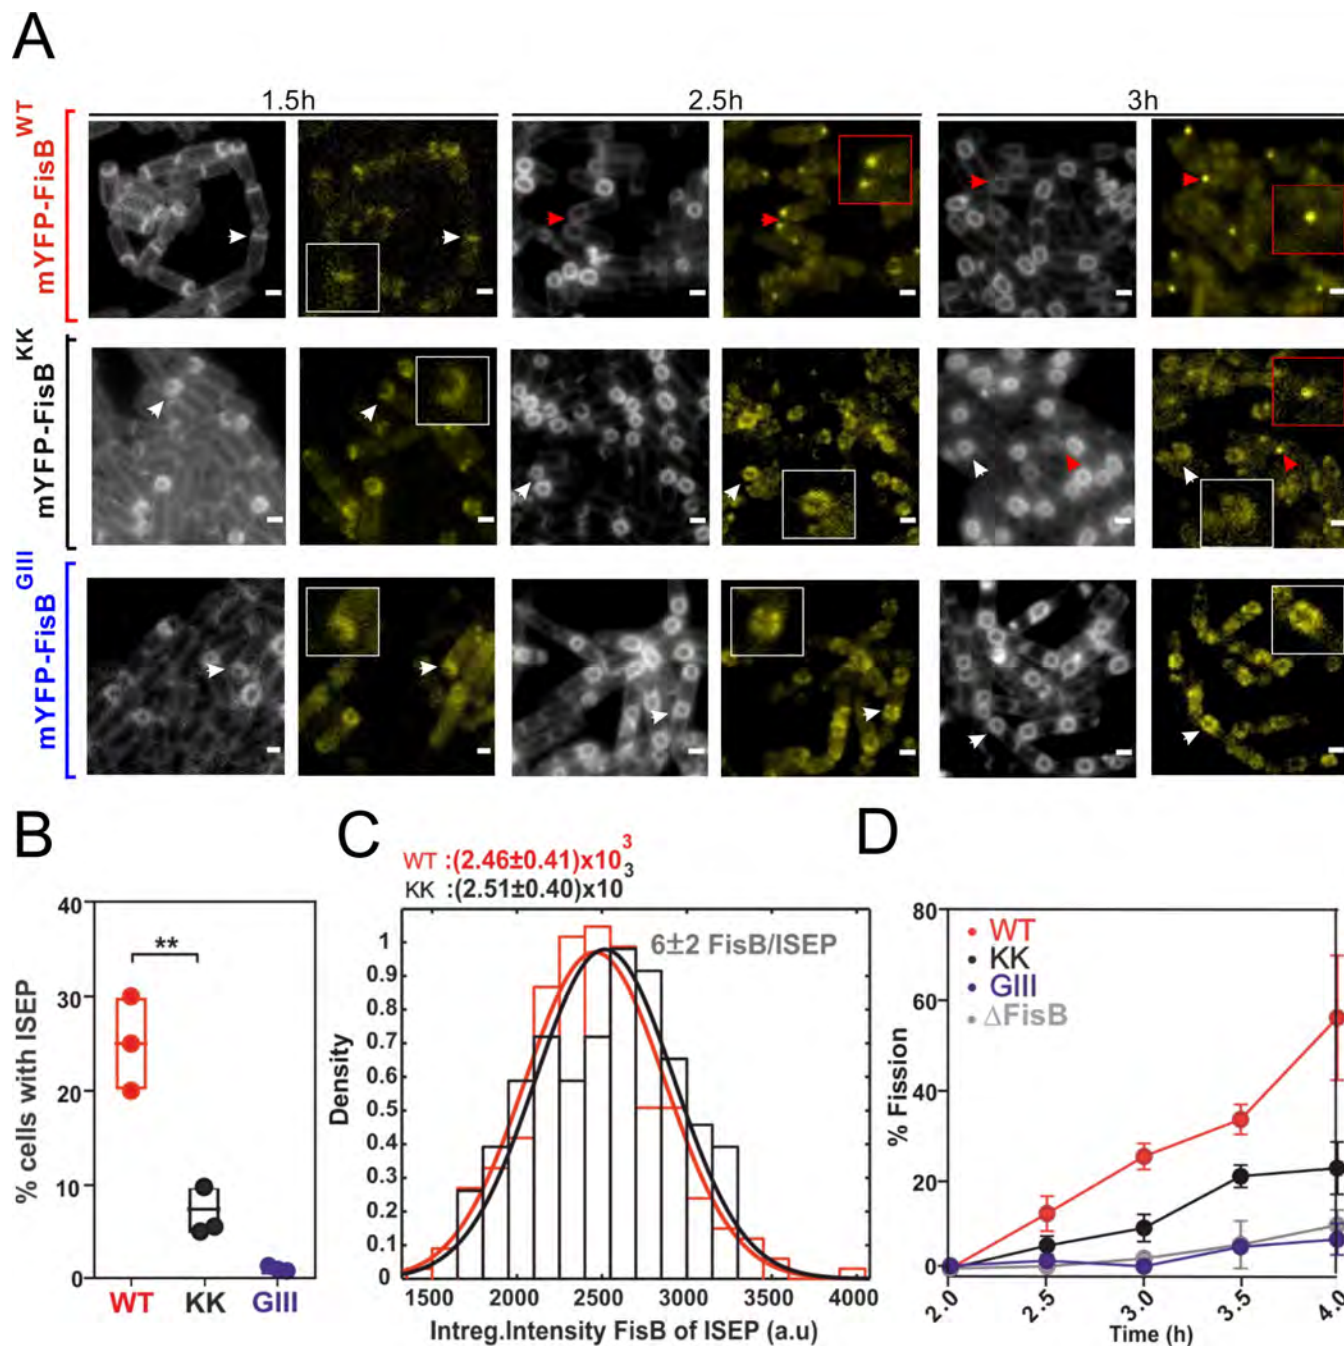 A
1.5h
2.5h
3h
mYFP-FisB^WT
mYFP-FisB^KK
mYFP-FisB^GIII
B
% cells with ISEP
40
30
20
10
0
**
WT KK GIII
C
WT :(2.46±0.41)x10^3
KK :(2.51±0.40)x10^3
6±2 FisB/ISEP
Density
1
0.9
0.8
0.7
0.6
0.5
0.4
0.3
0.2
0.1
0
1500 2000 2500 3000 3500 4000
Intreg.Intensity FisB of ISEP (a.u)
D
% Fission
80
60
40
20
0
WT
KK
GIII
ΔFisB
2.0 2.5 3.0 3.5 4.0
Time (h)